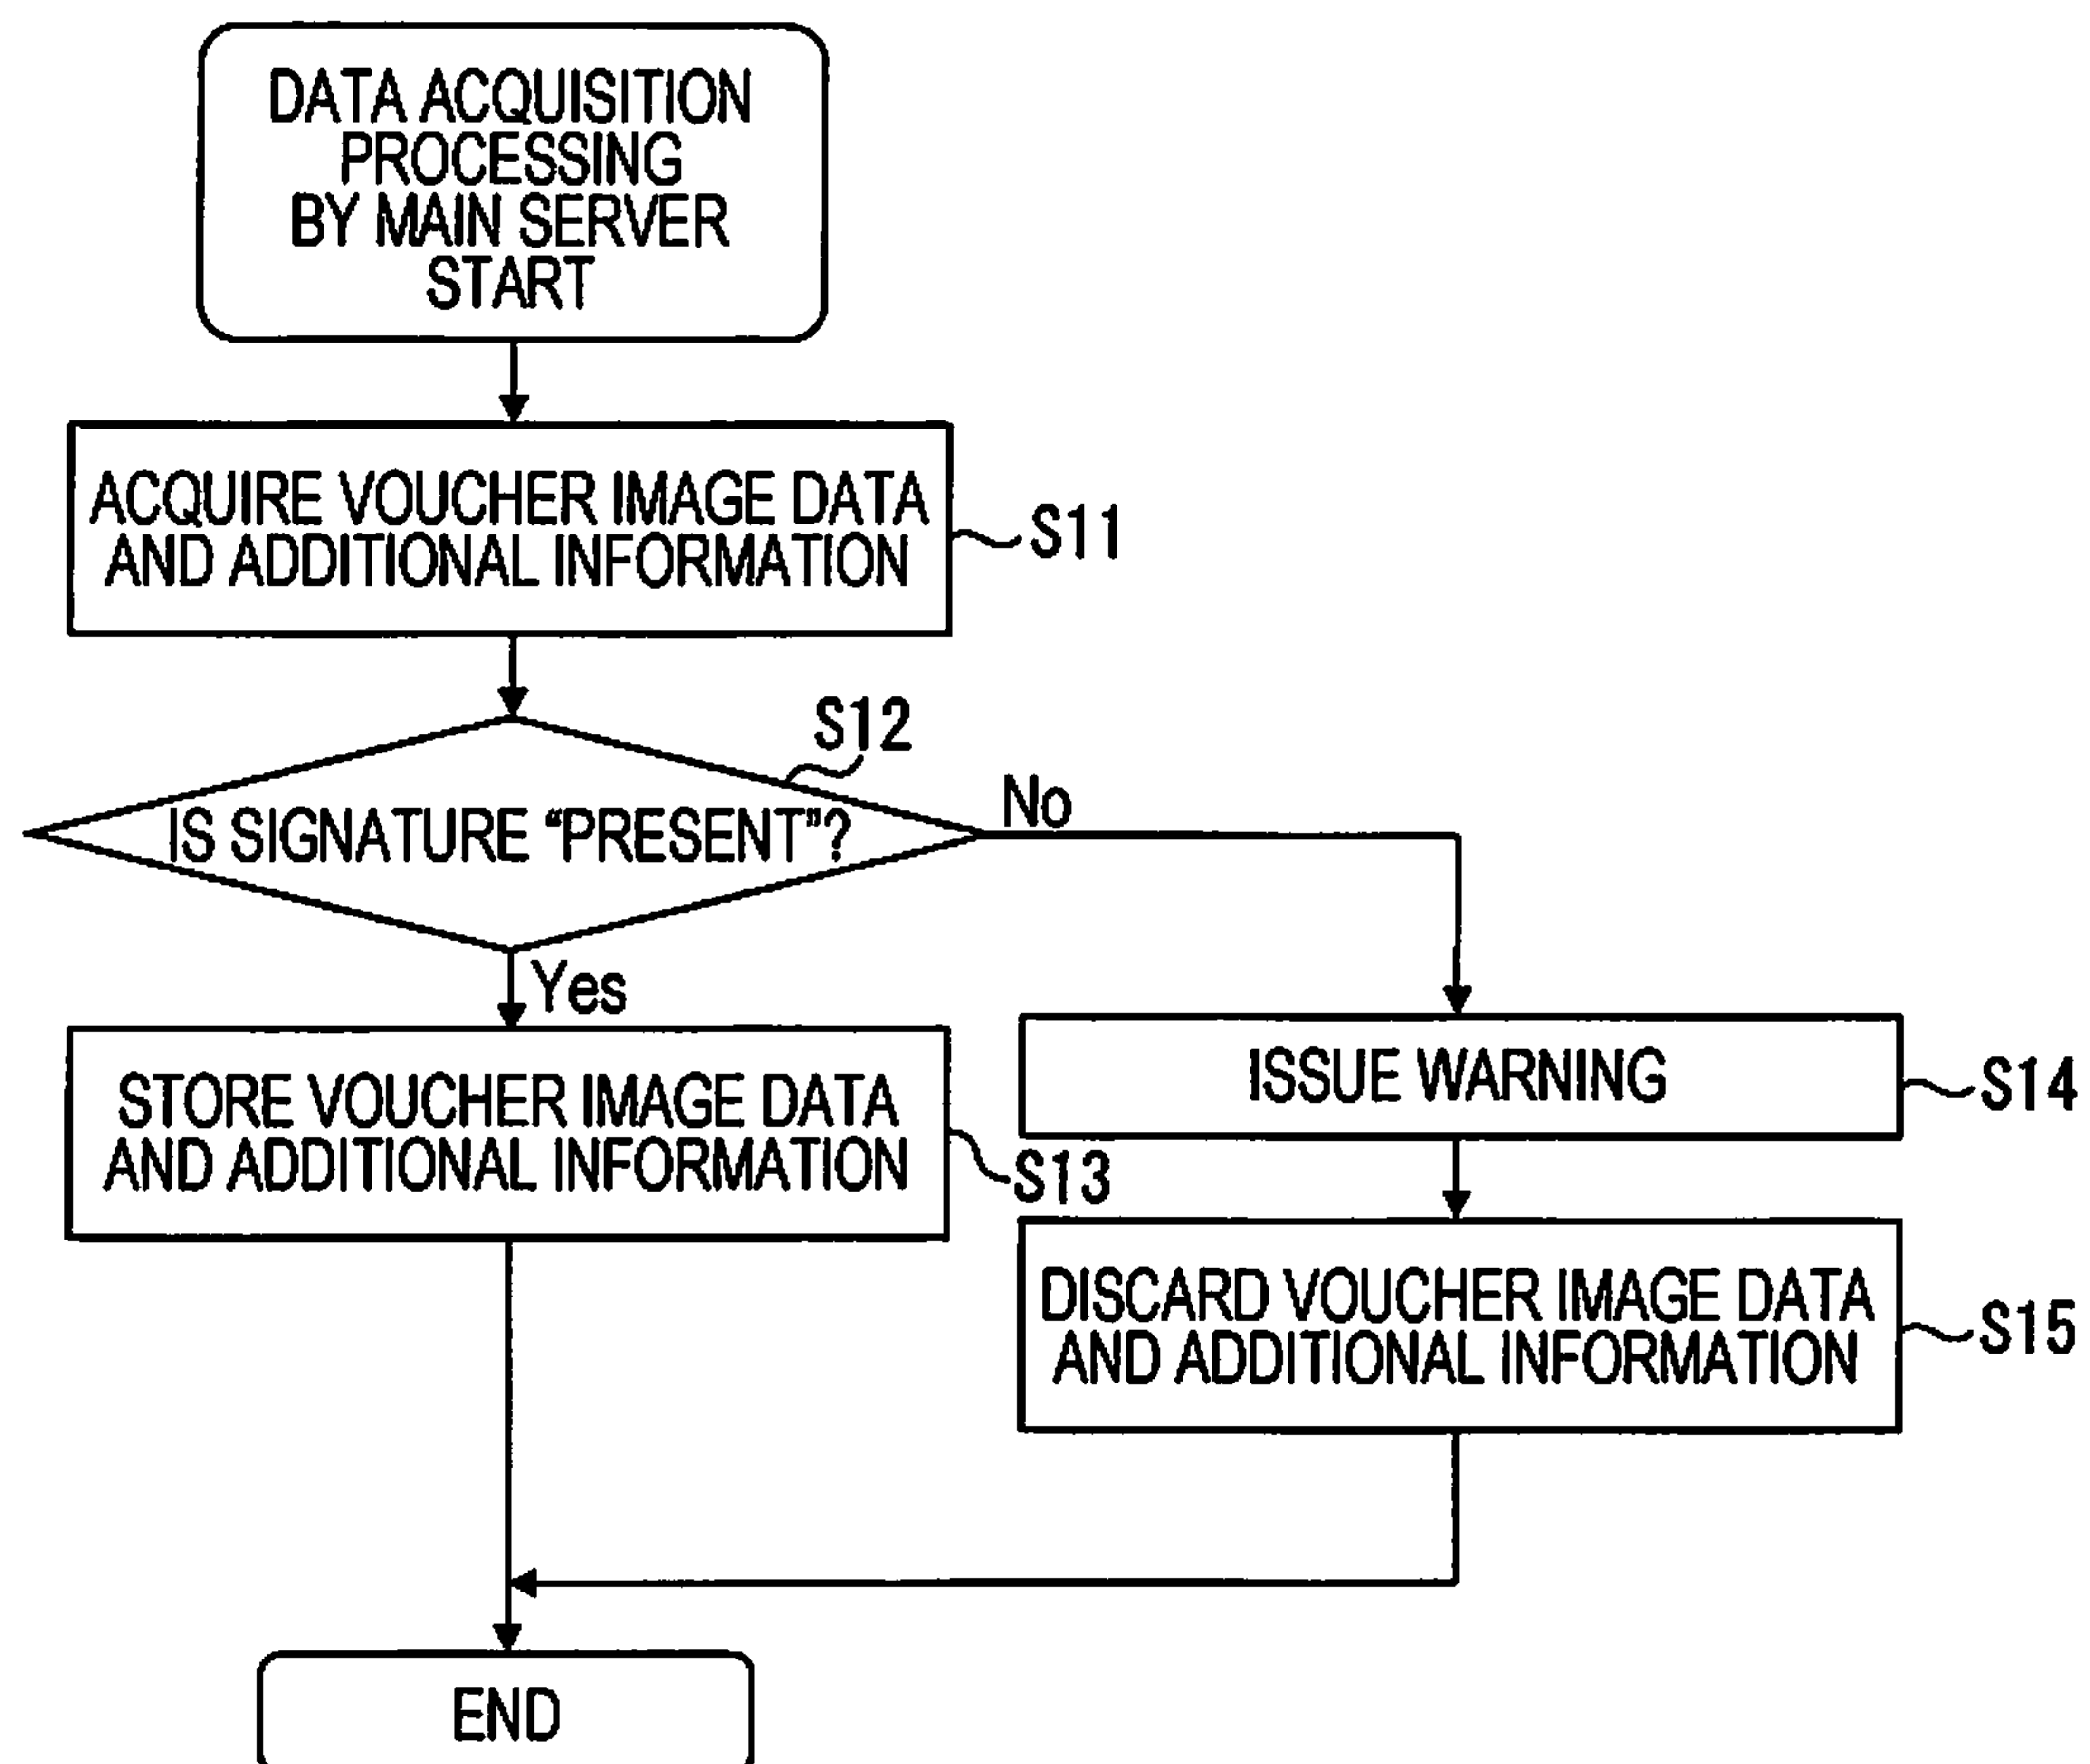 DATA ACQUISITION
PROCESSING
BY MAIN SERVER
START
ACQUIRE VOUCHER IMAGE DATA
AND ADDITIONAL INFORMATION
S11
S12
IS SIGNATURE “PRESENT”?
No
Yes
STORE VOUCHER IMAGE DATA
AND ADDITIONAL INFORMATION
S13
ISSUE WARNING
S14
DISCARD VOUCHER IMAGE DATA
AND ADDITIONAL INFORMATION
S15
END